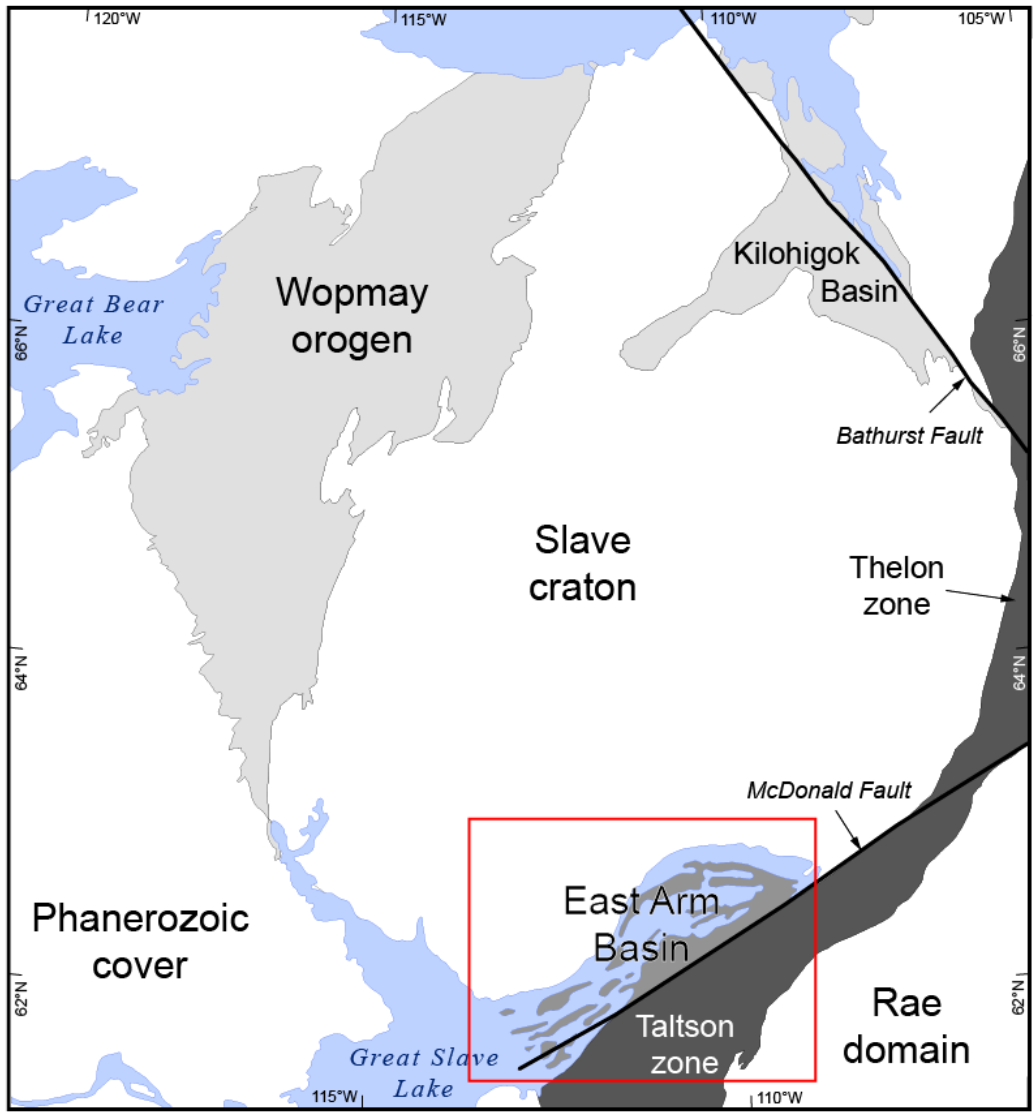 120°W
115°W
110°W
105°W
Kilohigok
Basin
Wopmay
orogen
Great Bear
Lake
66°N
66°N
Bathurst Fault
Slave
craton
Thelon
zone
64°N
64°N
McDonald Fault
East Arm
Basin
Phanerozoic
cover
62°N
62°N
Rae
domain
Taltson
zone
Great Slave
Lake
115°W
110°W